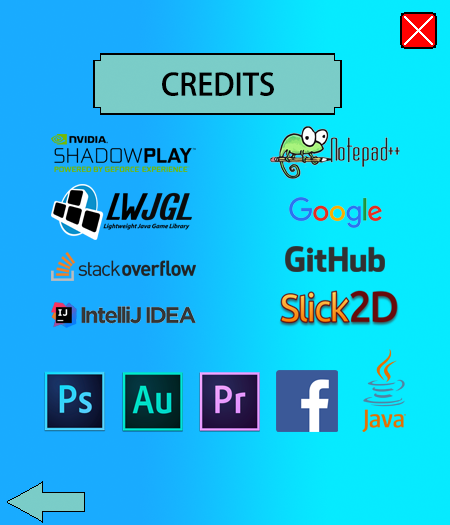 CREDITS
NVIDIA.
SHADOWPLAY™
Notepad++
LWJGL
Lightweight Java Game Library
Google
stackoverflow
GitHub
IJ
IntelliJ IDEA
Slick2D
Ps
Au
Pr
f
Java